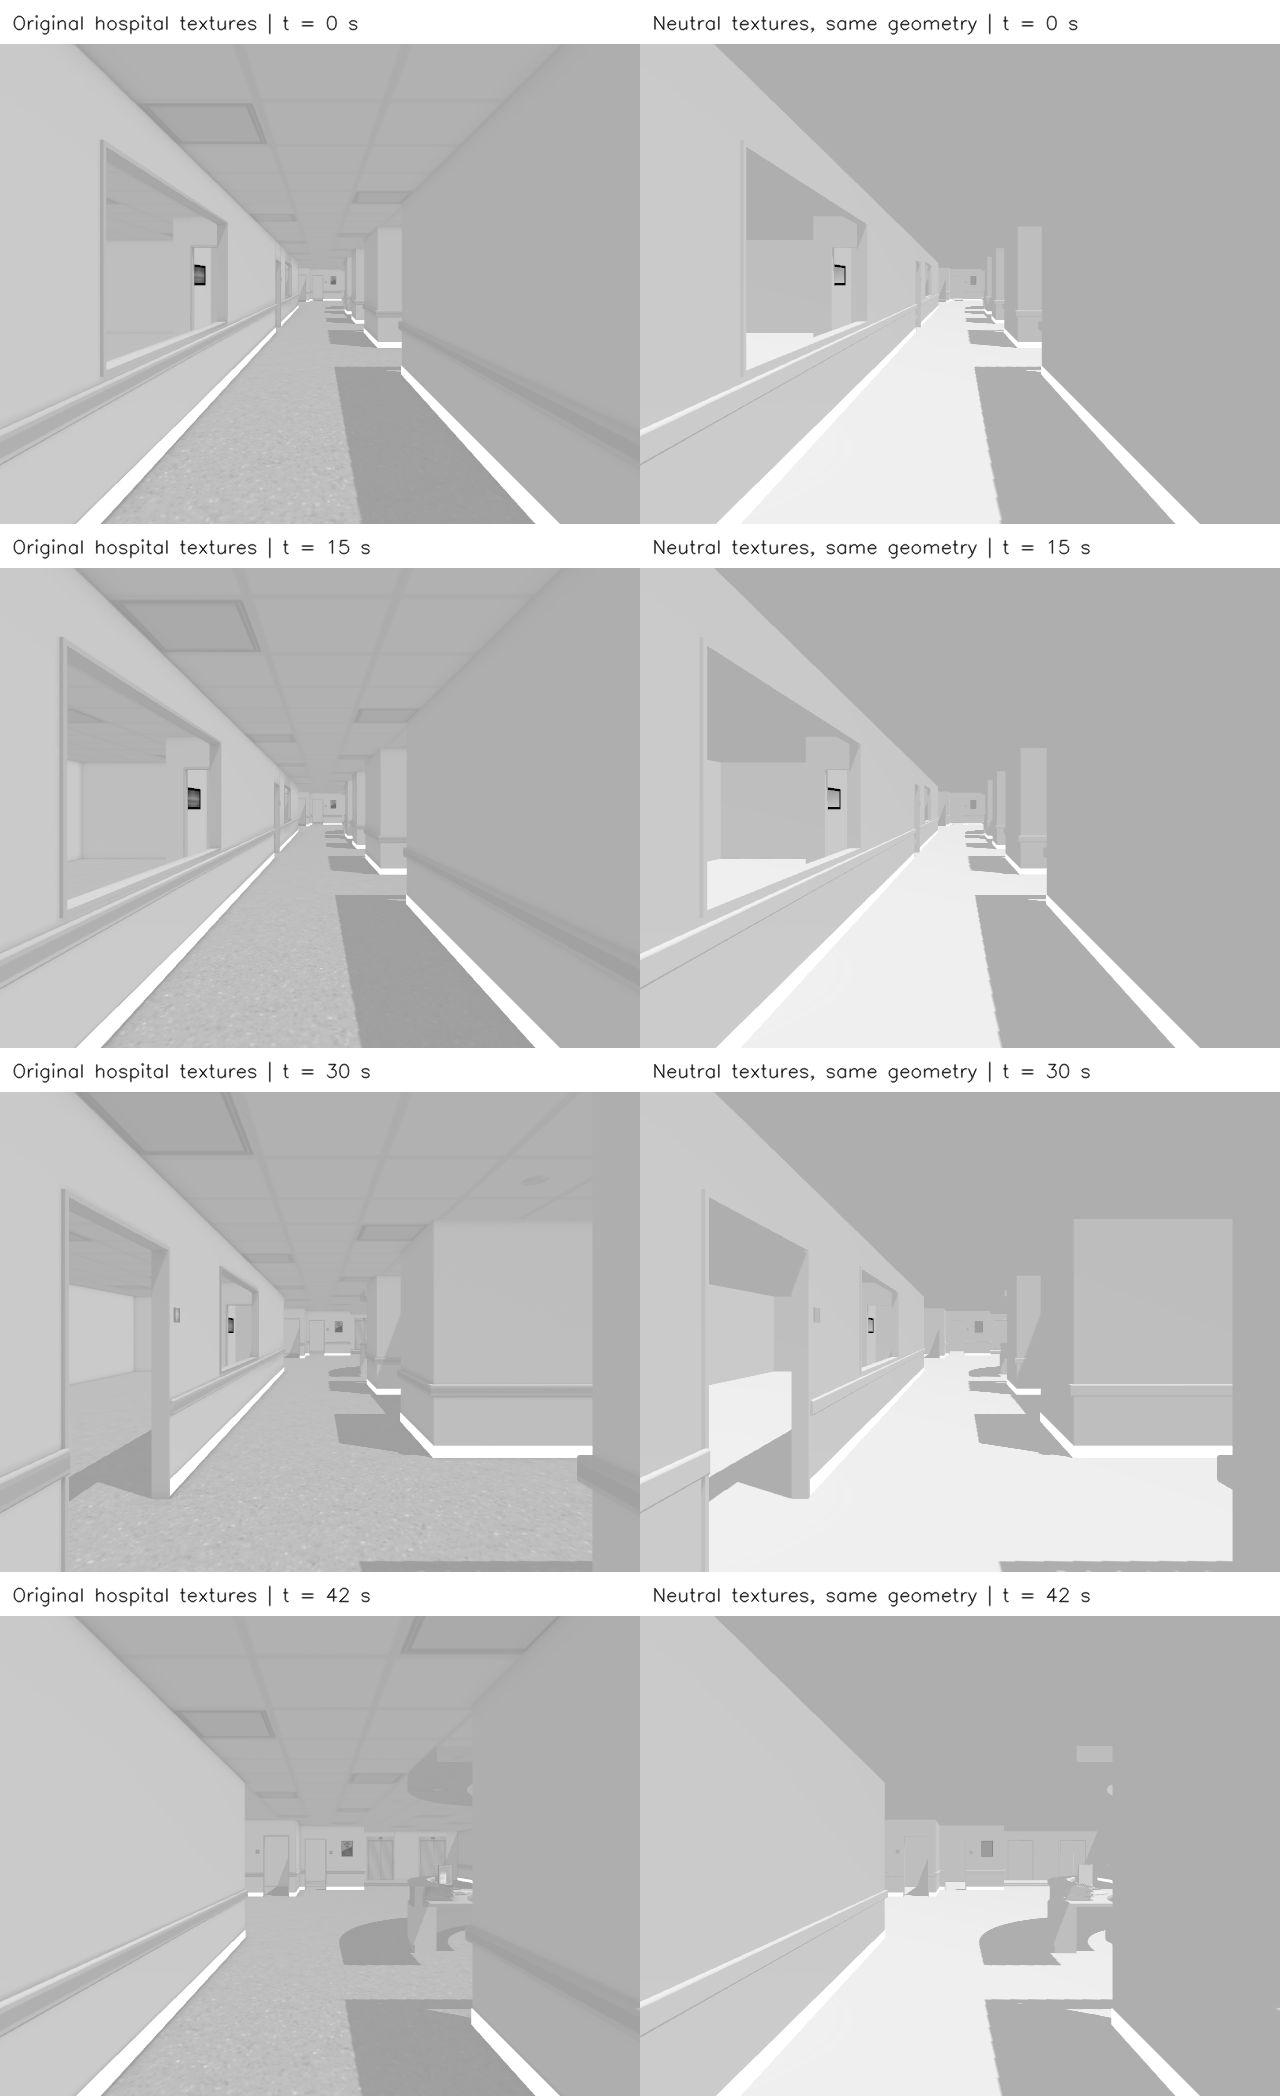 Original hospital textures | t = 0 s
Neutral textures, same geometry | t = 0 s
Original hospital textures | t = 15 s
Neutral textures, same geometry | t = 15 s
Original hospital textures | t = 30 s
Neutral textures, same geometry | t = 30 s
Original hospital textures | t = 42 s
Neutral textures, same geometry | t = 42 s